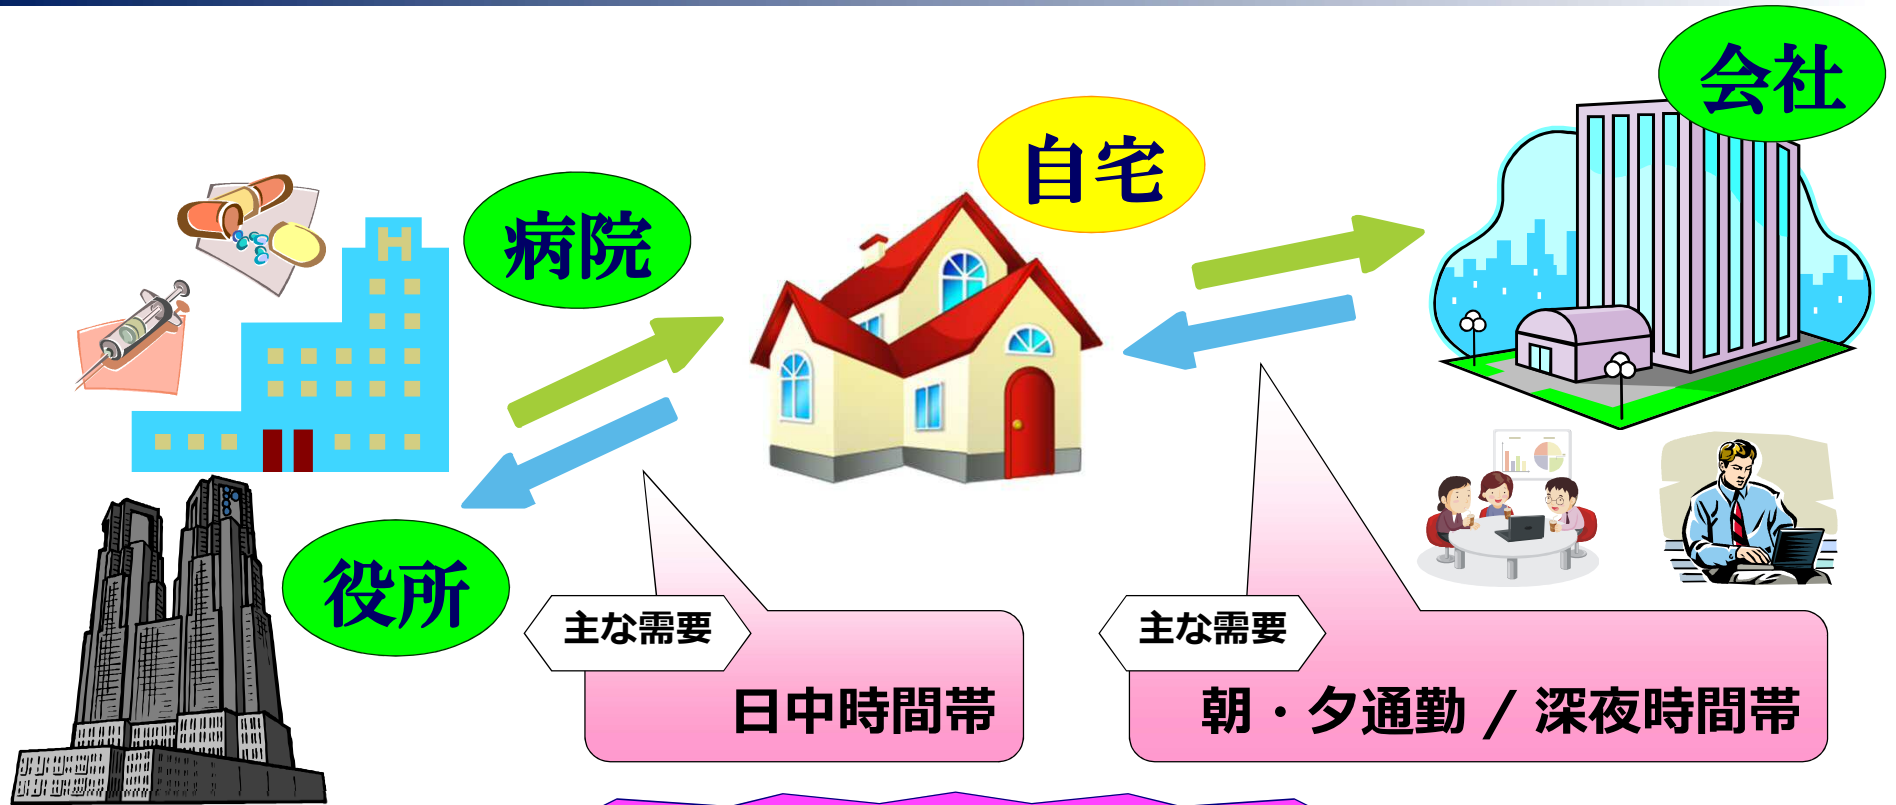 会社
自宅
病院
H
役所
主な需要
日中時間帯
主な需要
朝・夕通勤 / 深夜時間帯